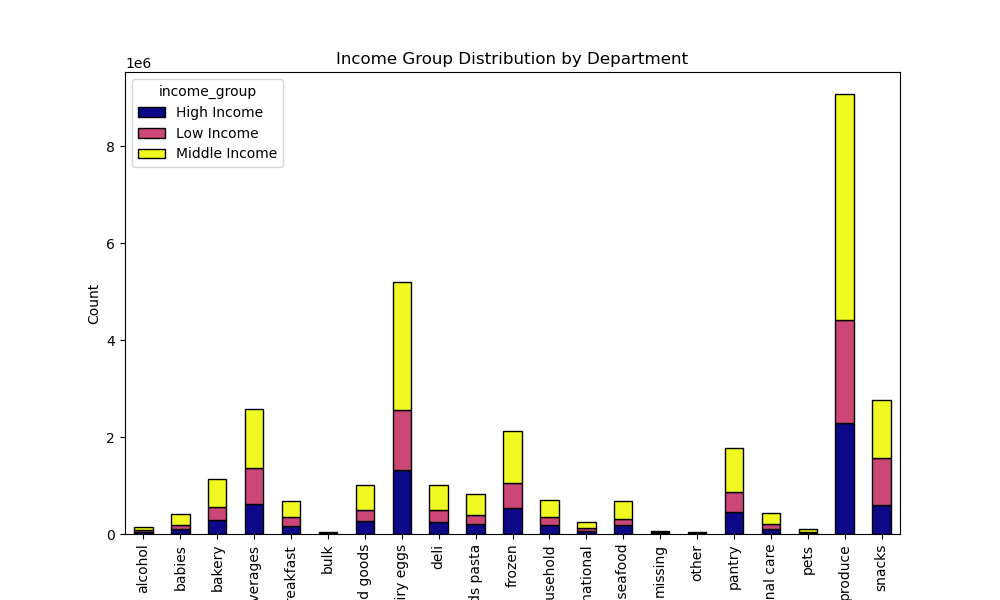 Income Group Distribution by Department
1e6
income_group
High Income
Low Income
Middle Income
8
6
4
2
0
Count
alcohol
babies
bakery
verages
reakfast
bulk
d goods
iry eggs
deli
ds pasta
frozen
usehold
national
seafood
missing
other
pantry
nal care
pets
produce
snacks